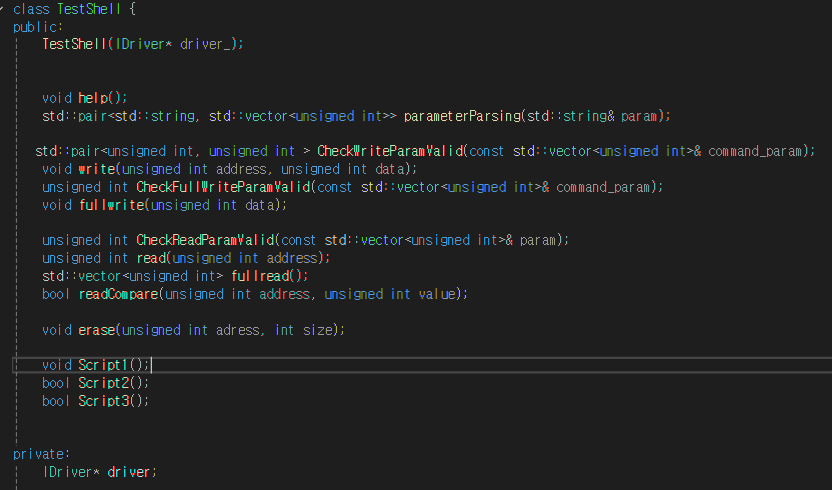 class TestShell {
public:
TestShell(IDriver* driver_);
void help();
std::pair<std::string, std::vector<unsigned int>> parameterParsing(std::string& param);
std::pair<unsigned int, unsigned int > CheckWriteParamValid(const std::vector<unsigned int>& command_param);
void write(unsigned int address, unsigned int data);
unsigned int CheckFullWriteParamValid(const std::vector<unsigned int>& command_param);
void fullwrite(unsigned int data);
unsigned int CheckReadParamValid(const std::vector<unsigned int>& param);
unsigned int read(unsigned int address);
std::vector<unsigned int> fullread();
bool readCompare(unsigned int address, unsigned int value);
void erase(unsigned int adress, int size);
void Script1();
bool Script2();
bool Script3();
private:
IDriver* driver;